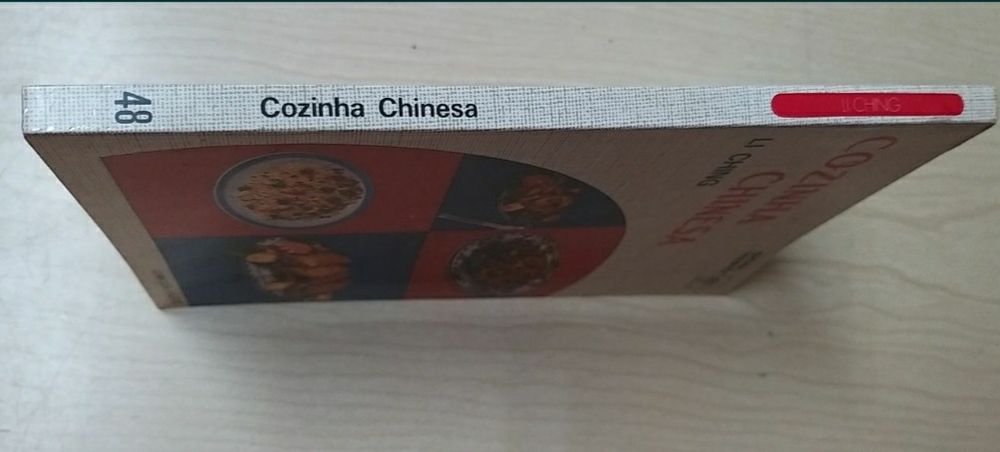 48
Cozinha Chinesa
LI CHING
LI CHING
COZINHA
CHINESA